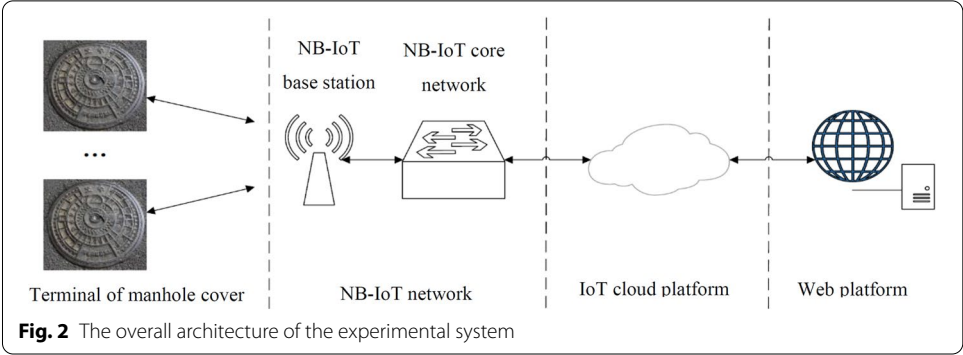 NB-IoT
base station
NB-IoT core
network
...
Terminal of manhole cover
NB-IoT network
IoT cloud platform
Web platform
Fig. 2 The overall architecture of the experimental system